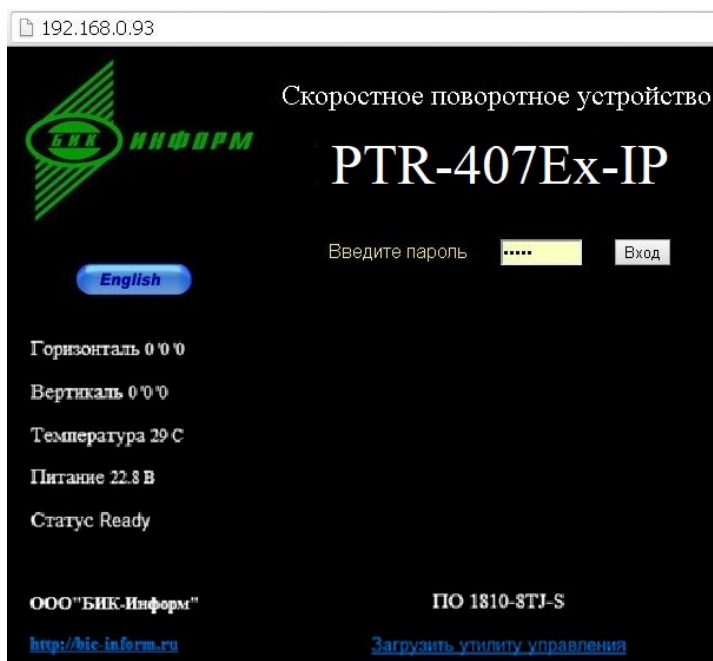 192.168.0.93
БИК ИНФОРМ
Скоростное поворотное устройство
PTR-407Ex-IP
Введите пароль ••••• Вход
English
Горизонталь 0'0'0
Вертикаль 0'0'0
Температура 29 C
Питание 22.8 В
Статус Ready
ООО"БИК-Информ"
ПО 1810-8TJ-S
http://bic-inform.ru
Загрузить утилиту управления